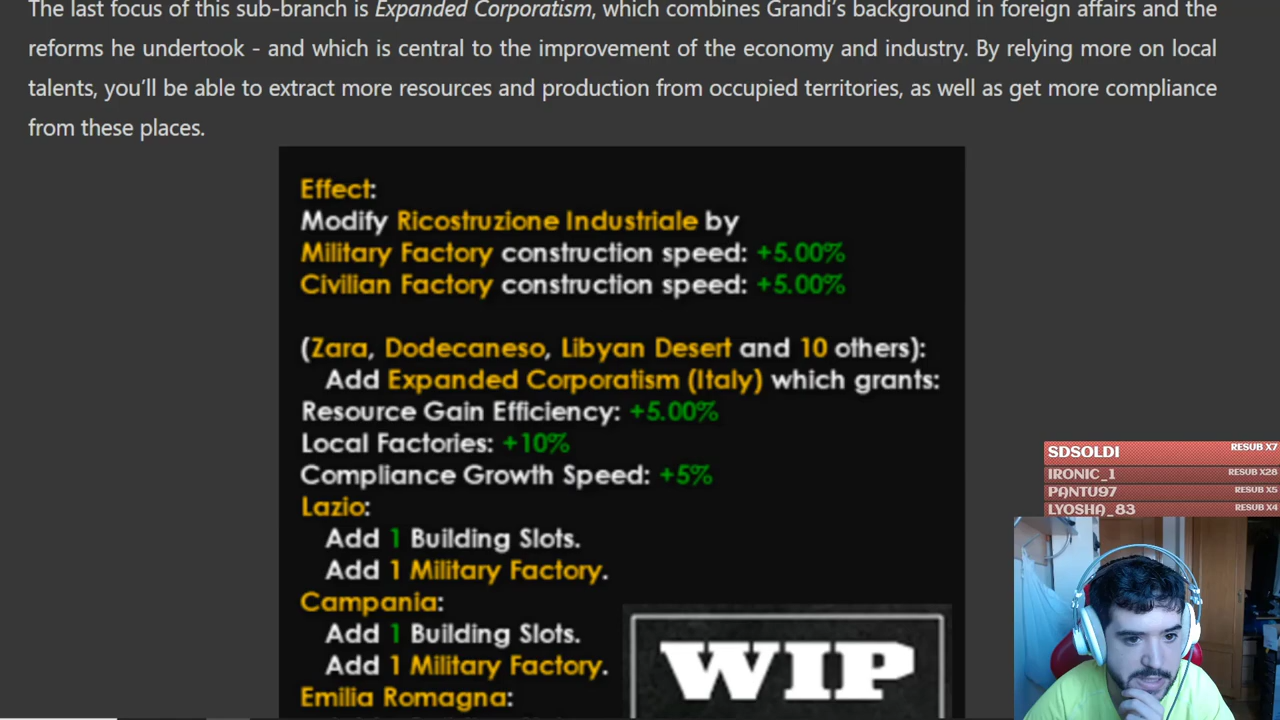 The last focus of this sub-branch is Expanded Corporatism, which combines Grandi’s background in foreign affairs and the
reforms he undertook - and which is central to the improvement of the economy and industry. By relying more on local
talents, you’ll be able to extract more resources and production from occupied territories, as well as get more compliance
from these places.
Effect:
Modify Ricostruzione Industriale by
Military Factory construction speed: +5.00%
Civilian Factory construction speed: +5.00%
(Zara, Dodecaneso, Libyan Desert and 10 others):
Add Expanded Corporatism (Italy) which grants:
Resource Gain Efficiency: +5.00%
Local Factories: +10%
Compliance Growth Speed: +5%
Lazio:
Add 1 Building Slots.
Add 1 Military Factory.
Campania:
Add 1 Building Slots.
Add 1 Military Factory.
Emilia Romagna:
WIP
SDSOLDI RESUB X7
IRONIC_1 RESUB X28
PANTU97 RESUB X5
LYOSHA_83 RESUB X4